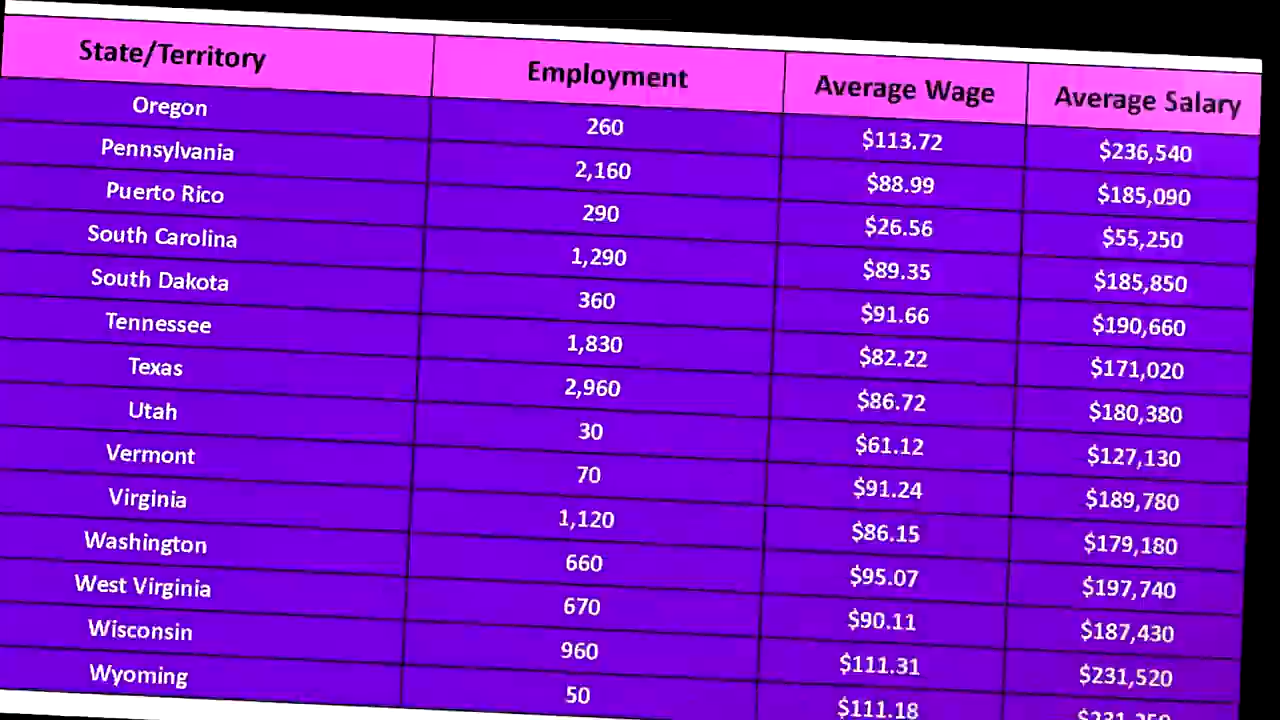 State/Territory Employment Average Wage Average Salary
Oregon 260 $113.72 $236,540
Pennsylvania 2,160 $88.99 $185,090
Puerto Rico 290 $26.56 $55,250
South Carolina 1,290 $89.35 $185,850
South Dakota 360 $91.66 $190,660
Tennessee 1,830 $82.22 $171,020
Texas 2,960 $86.72 $180,380
Utah 30 $61.12 $127,130
Vermont 70 $91.24 $189,780
Virginia 1,120 $86.15 $179,180
Washington 660 $95.07 $197,740
West Virginia 670 $90.11 $187,430
Wisconsin 960 $111.31 $231,520
Wyoming 50 $111.18